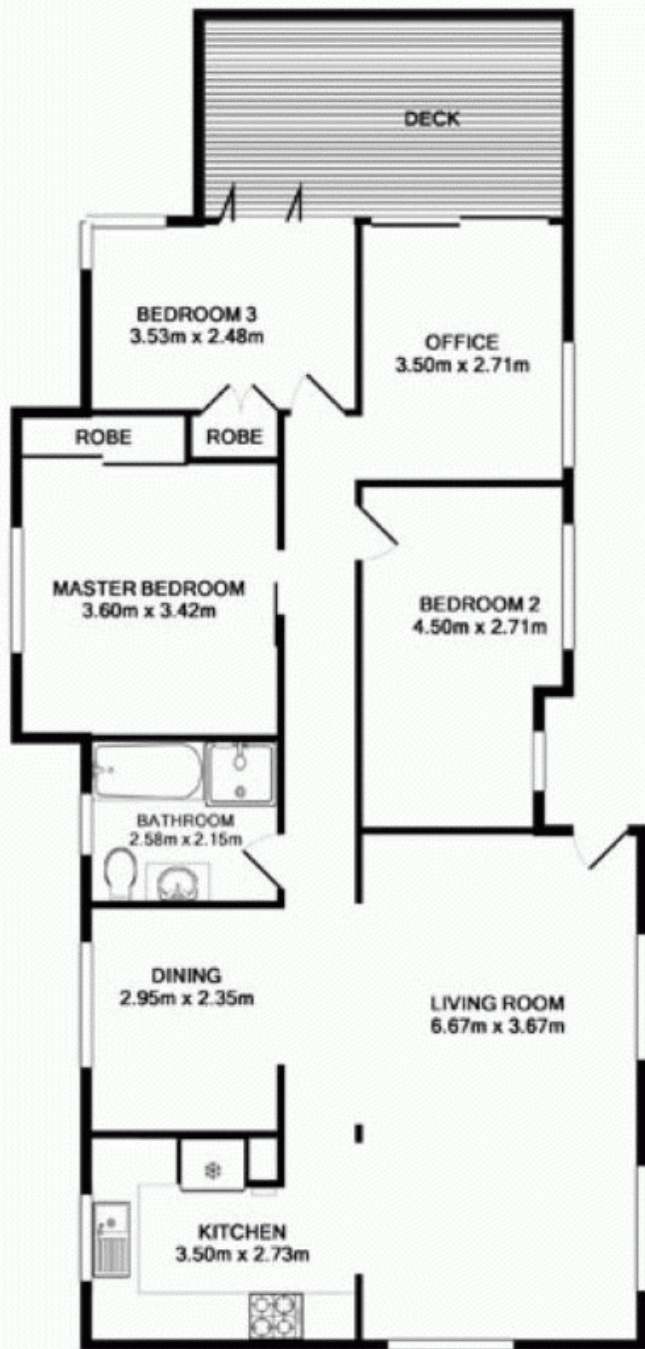 DECK
BEDROOM 3
3.53m x 2.48m
OFFICE
3.50m x 2.71m
ROBE
ROBE
MASTER BEDROOM
3.60m x 3.42m
BEDROOM 2
4.50m x 2.71m
BATHROOM
2.58m x 2.15m
DINING
2.95m x 2.35m
LIVING ROOM
6.67m x 3.67m
KITCHEN
3.50m x 2.73m